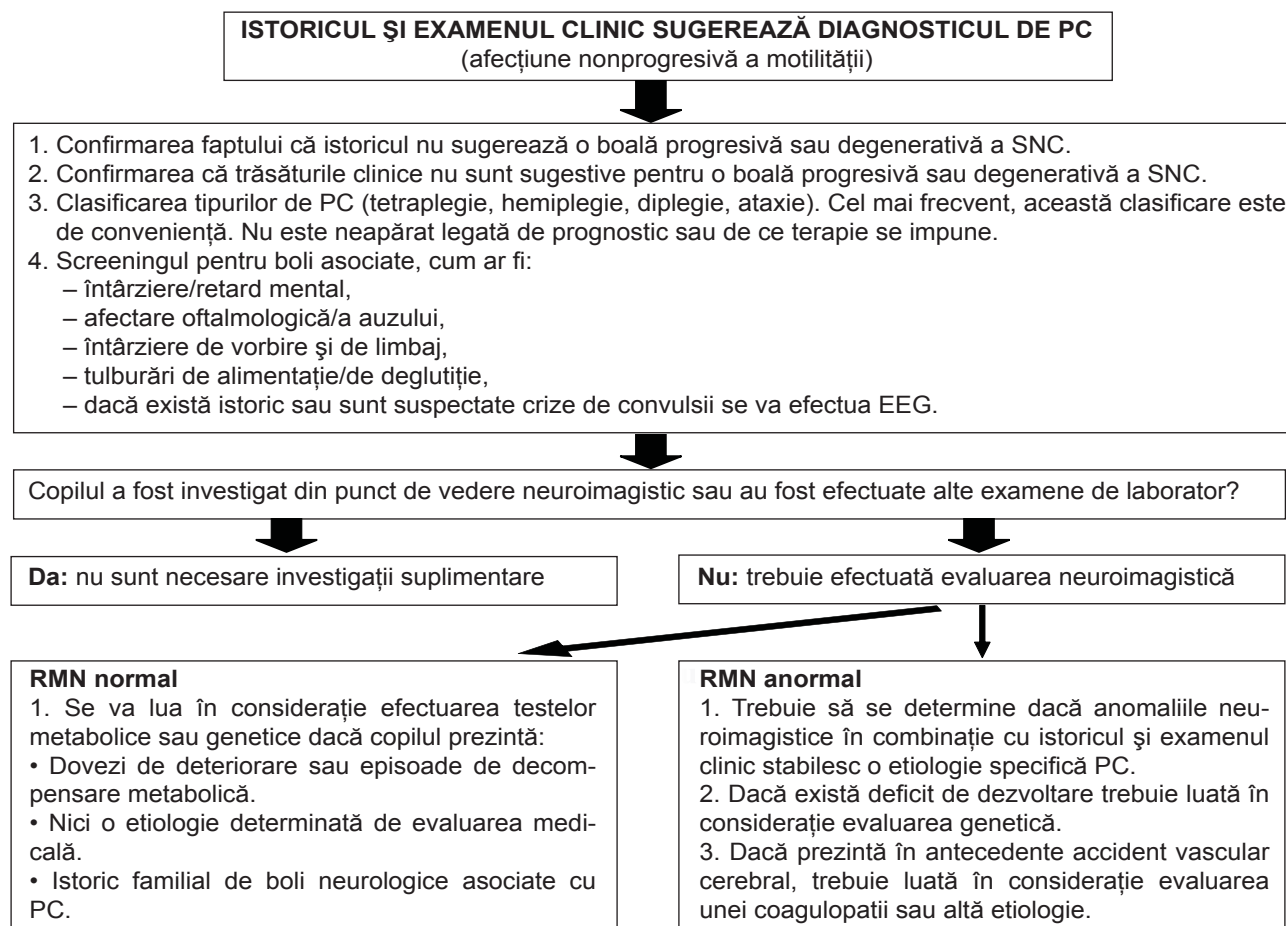 ISTORICUL ŞI EXAMENUL CLINIC SUGEREAZĂ DIAGNOSTICUL DE PC
(afecţiune nonprogresivă a motilităţii)
1. Confirmarea faptului că istoricul nu sugerează o boală progresivă sau degenerativă a SNC.
2. Confirmarea că trăsăturile clinice nu sunt sugestive pentru o boală progresivă sau degenerativă a SNC.
3. Clasificarea tipurilor de PC (tetraplegie, hemiplegie, diplegie, ataxie). Cel mai frecvent, această clasificare este
de convenienţă. Nu este neapărat legată de prognostic sau de ce terapie se impune.
4. Screeningul pentru boli asociate, cum ar fi:
– întârziere/retard mental,
– afectare oftalmologică/a auzului,
– întârziere de vorbire şi de limbaj,
– tulburări de alimentaţie/de deglutiţie,
– dacă există istoric sau sunt suspectate crize de convulsii se va efectua EEG.
Copilul a fost investigat din punct de vedere neuroimagistic sau au fost efectuate alte examene de laborator?
Da: nu sunt necesare investigaţii suplimentare
Nu: trebuie efectuată evaluarea neuroimagistică
RMN normal
1. Se va lua în consideraţie efectuarea testelor
metabolice sau genetice dacă copilul prezintă:
• Dovezi de deteriorare sau episoade de decom-
pensare metabolică.
• Nici o etiologie determinată de evaluarea medi-
cală.
• Istoric familial de boli neurologice asociate cu
PC.
RMN anormal
1. Trebuie să se determine dacă anomaliile neu-
roimagistice în combinaţie cu istoricul şi examenul
clinic stabilesc o etiologie specifică PC.
2. Dacă există deficit de dezvoltare trebuie luată în
consideraţie evaluarea genetică.
3. Dacă prezintă în antecedente accident vascular
cerebral, trebuie luată în consideraţie evaluarea
unei coagulopatii sau altă etiologie.